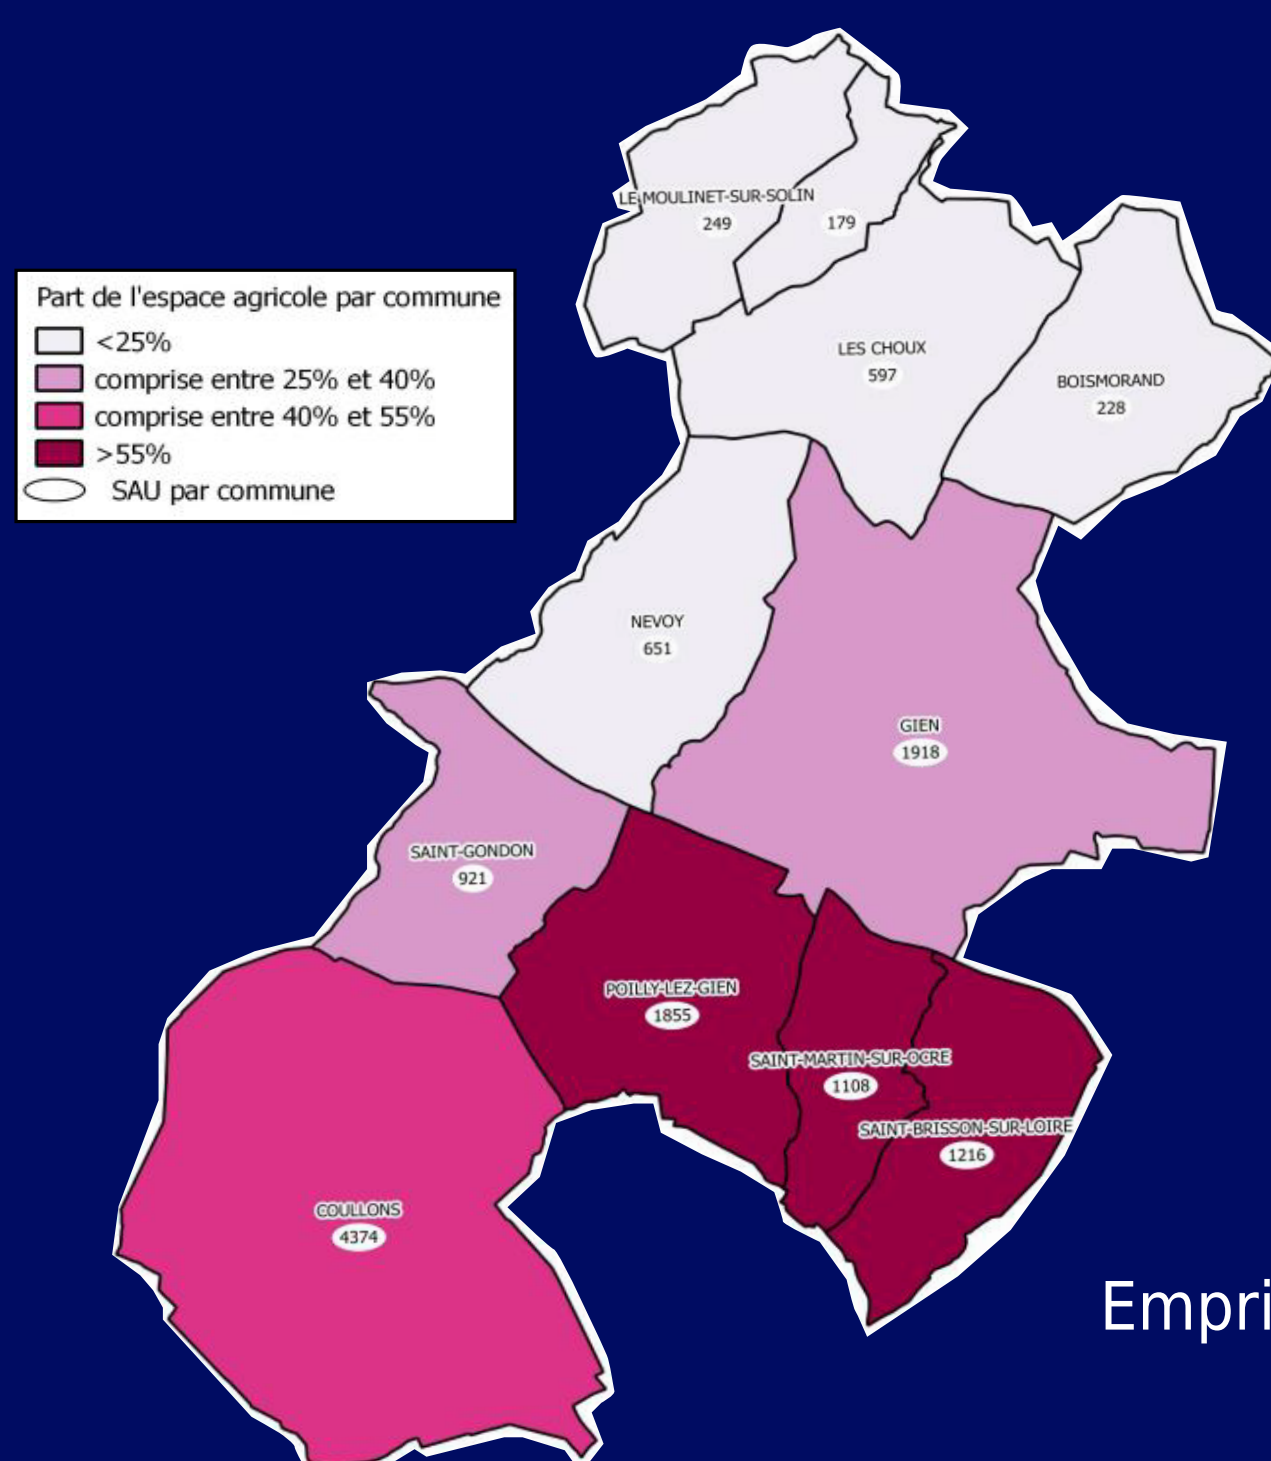 LE MOULINET-SUR-SOLIN
249
179
Part de l'espace agricole par commune
<25%
comprise entre 25% et 40%
comprise entre 40% et 55%
>55%
SAU par commune
LES CHOUX
597
BOISMORAND
228
NEVOY
651
GIEN
1918
SAINT-GONDON
921
POILLY-LEZ-GIEN
1855
SAINT-MARTIN-SUR-OCRE
1108
SAINT-BRISSON-SUR-LOIRE
1216
COULLONS
4374
Empri